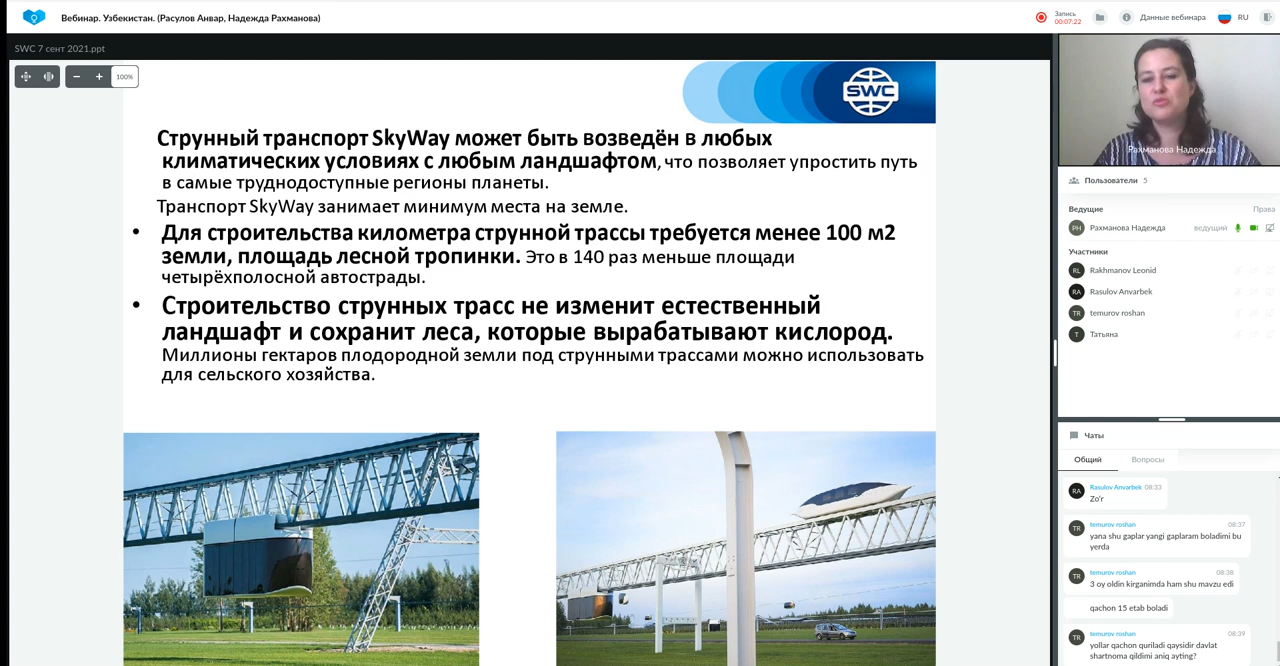 Вебинар. Узбекистан. (Расулов Анвар, Надежда Рахманова)
Запись
00:07:22
Данные вебинара
RU
SWC 7 сент 2021.ppt
100%
SWC
Струнный транспорт SkyWay может быть возведён в любых
климатических условиях с любым ландшафтом, что позволяет упростить путь
в самые труднодоступные регионы планеты.
Транспорт SkyWay занимает минимум места на земле.
• Для строительства километра струнной трассы требуется менее 100 м2
земли, площадь лесной тропинки. Это в 140 раз меньше площади
четырёхполосной автострады.
• Строительство струнных трасс не изменит естественный
ландшафт и сохранит леса, которые вырабатывают кислород.
Миллионы гектаров плодородной земли под струнными трассами можно использовать
для сельского хозяйства.
Рахманова Надежда
Пользователи 5
Ведущие
Права
PH Рахманова Надежда ведущий
Участники
RL Rakhmanov Leonid
RA Rasulov Anvarbek
TR temurov roshan
T Татьяна
Чаты
Общий
Вопросы
RA Rasulov Anvarbek 08:33
Zo'r
TR temurov roshan 08:37
yana shu gaplar yangi gaplaram boladimi bu
yerda
TR temurov roshan 08:38
3 oy oldin kirganimda ham shu mavzu edi
qachon 15 etab boladi
TR temurov roshan 08:39
yollar qachon quriladi qaysidir davlat
shartnoma qildimi aniq ayting?